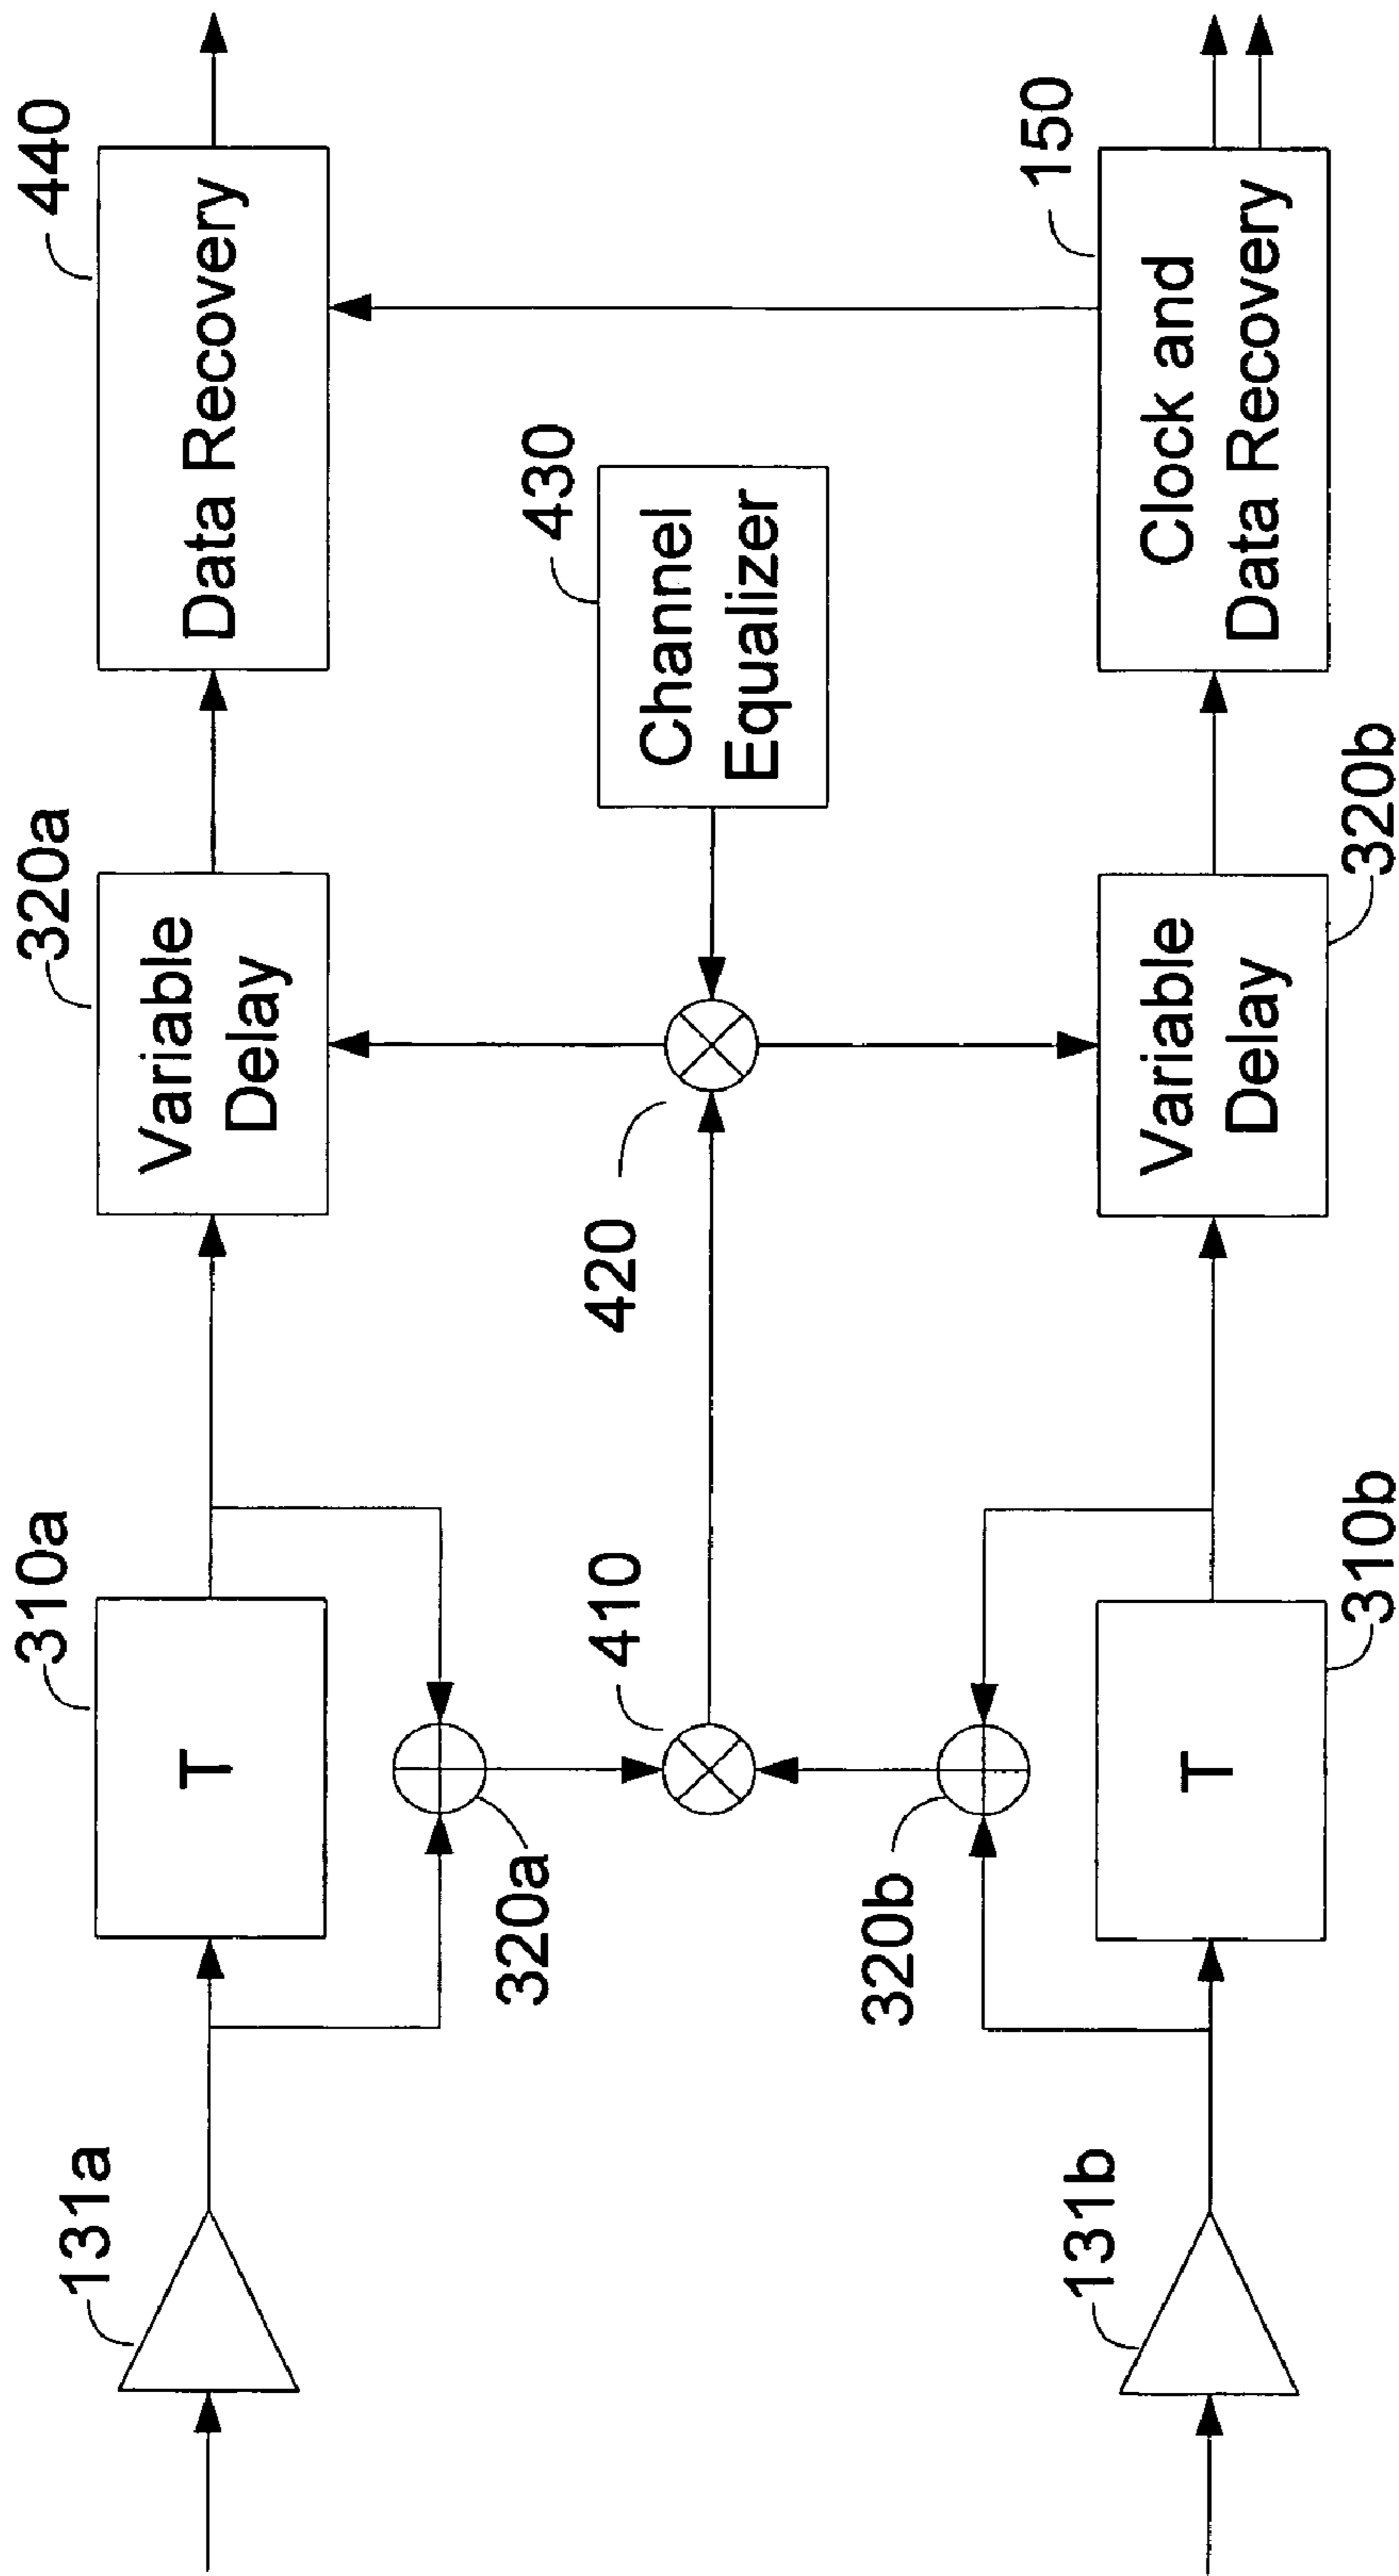 131a
310a
T
320a
320a
Variable
Delay
440
Data Recovery
410
420
430
Channel
Equalizer
131b
320b
T
310b
Variable
Delay
320b
150
Clock and
Data Recovery